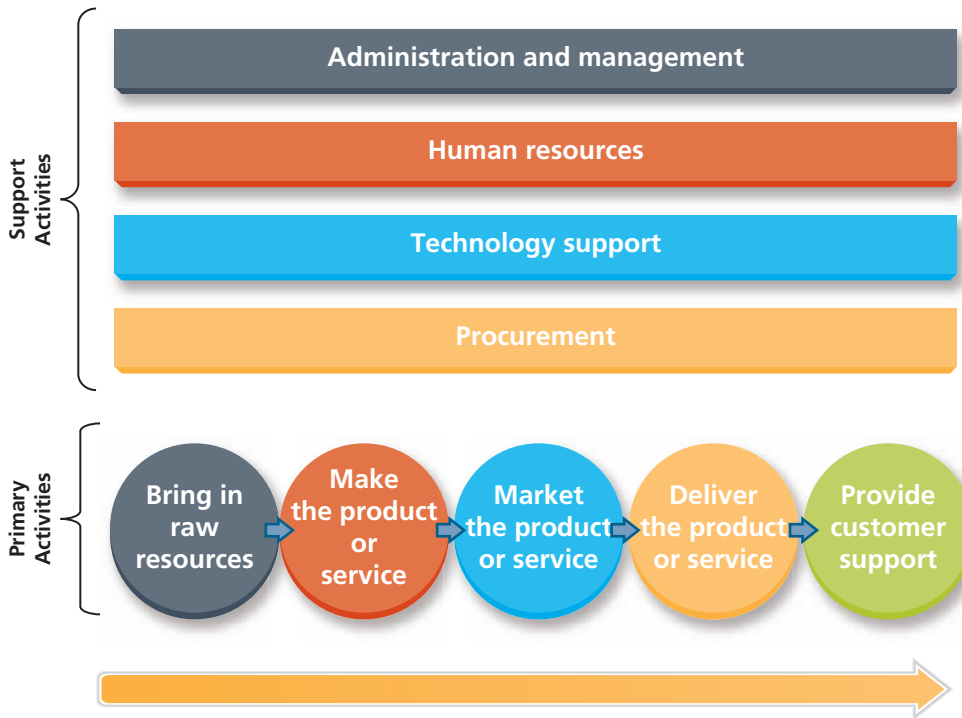 Support
Activities
Administration and management
Human resources
Technology support
Procurement
Primary
Activities
Bring in
raw
resources
Make
the product
or
service
Market
the product
or service
Deliver
the product
or service
Provide
customer
support